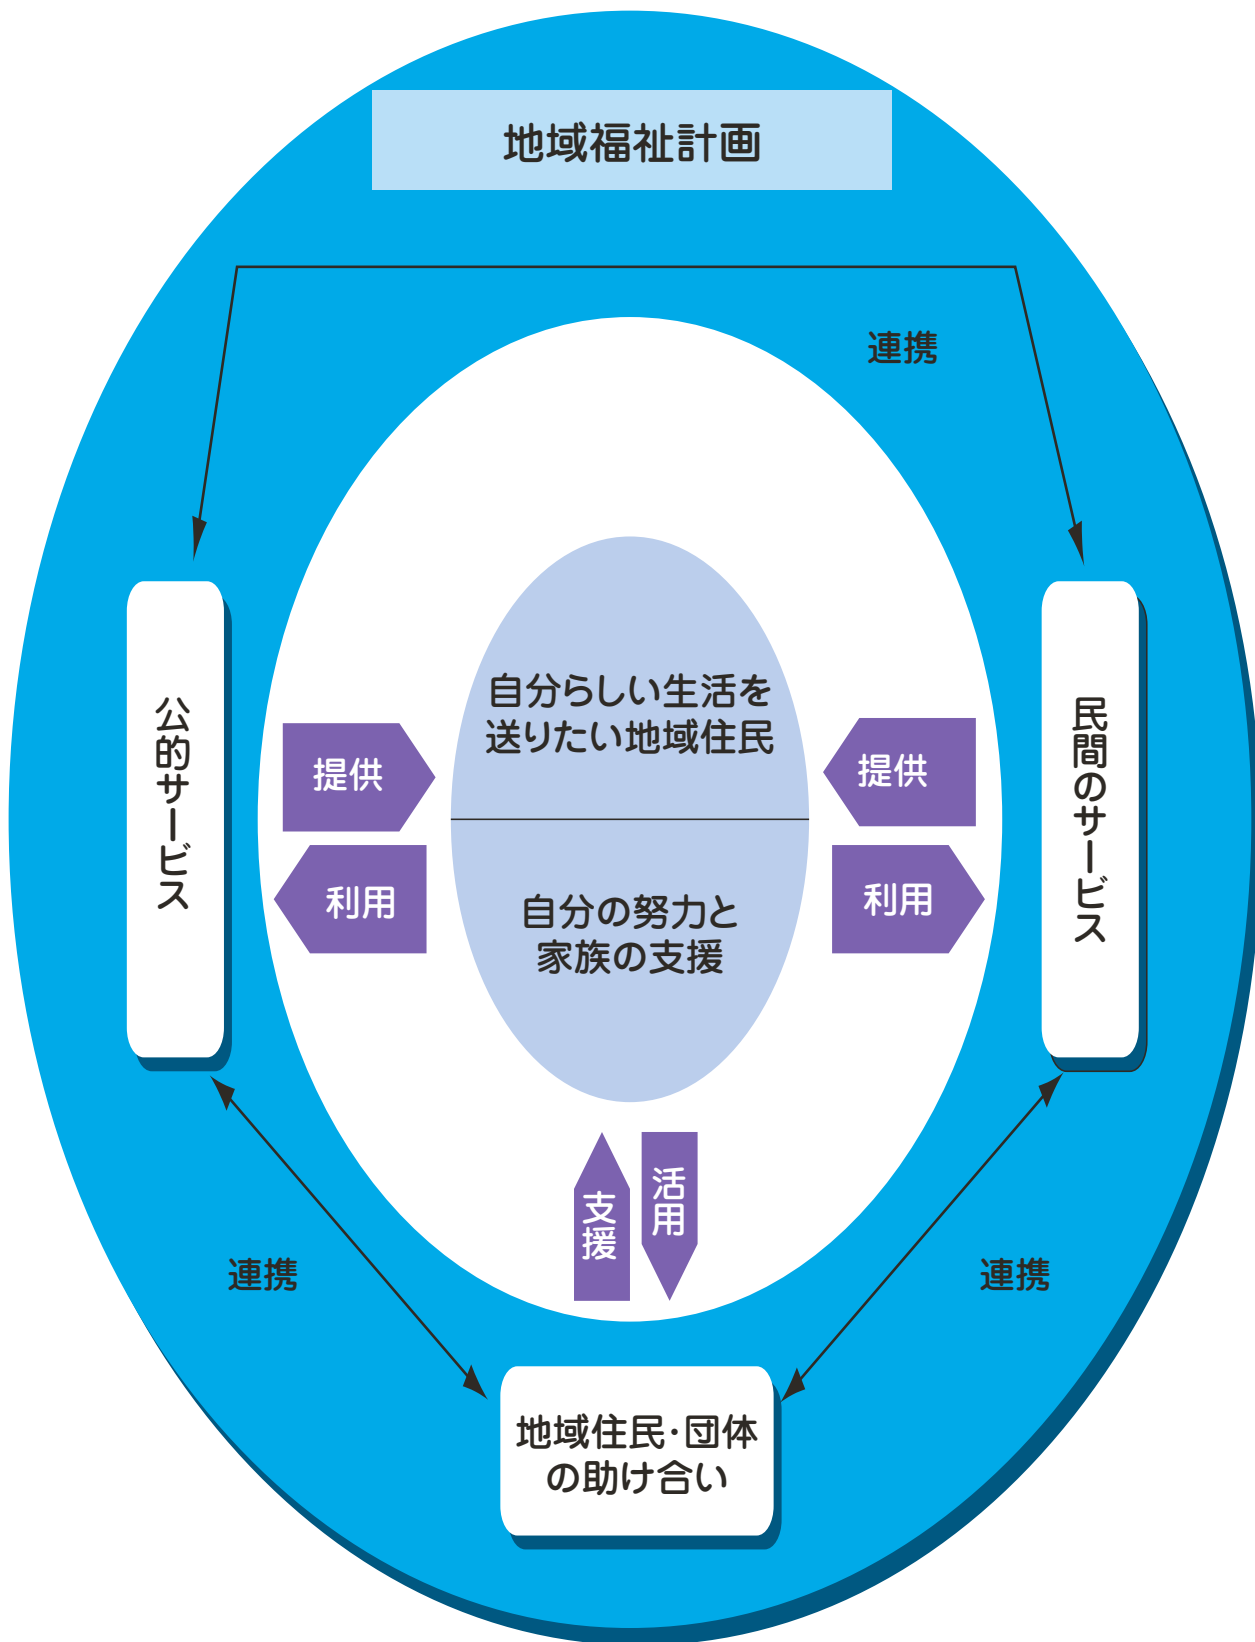 地域福祉計画
連携
公的サービス
民間のサービス
自分らしい生活を
送りたい地域住民
提供
提供
利用
利用
自分の努力と
家族の支援
支援
活用
連携
連携
地域住民・団体
の助け合い